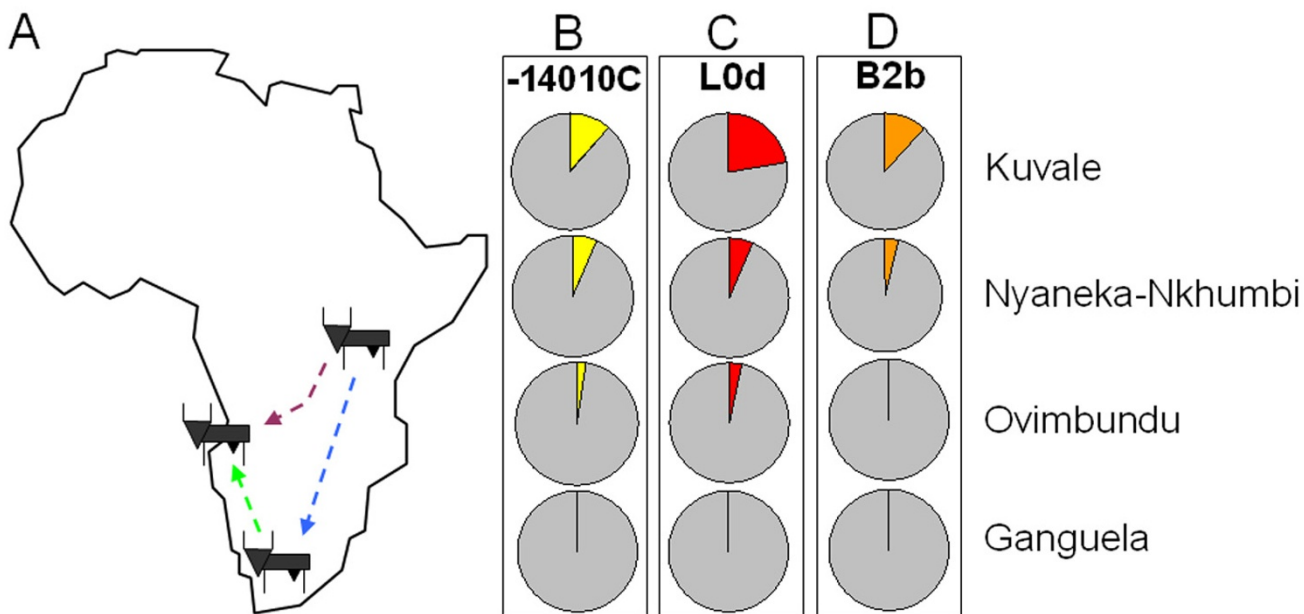 A
B
C
D
-14010C
L0d
B2b
Kuvale
Nyaneka-Nkhumbi
Ovimbundu
Ganguela